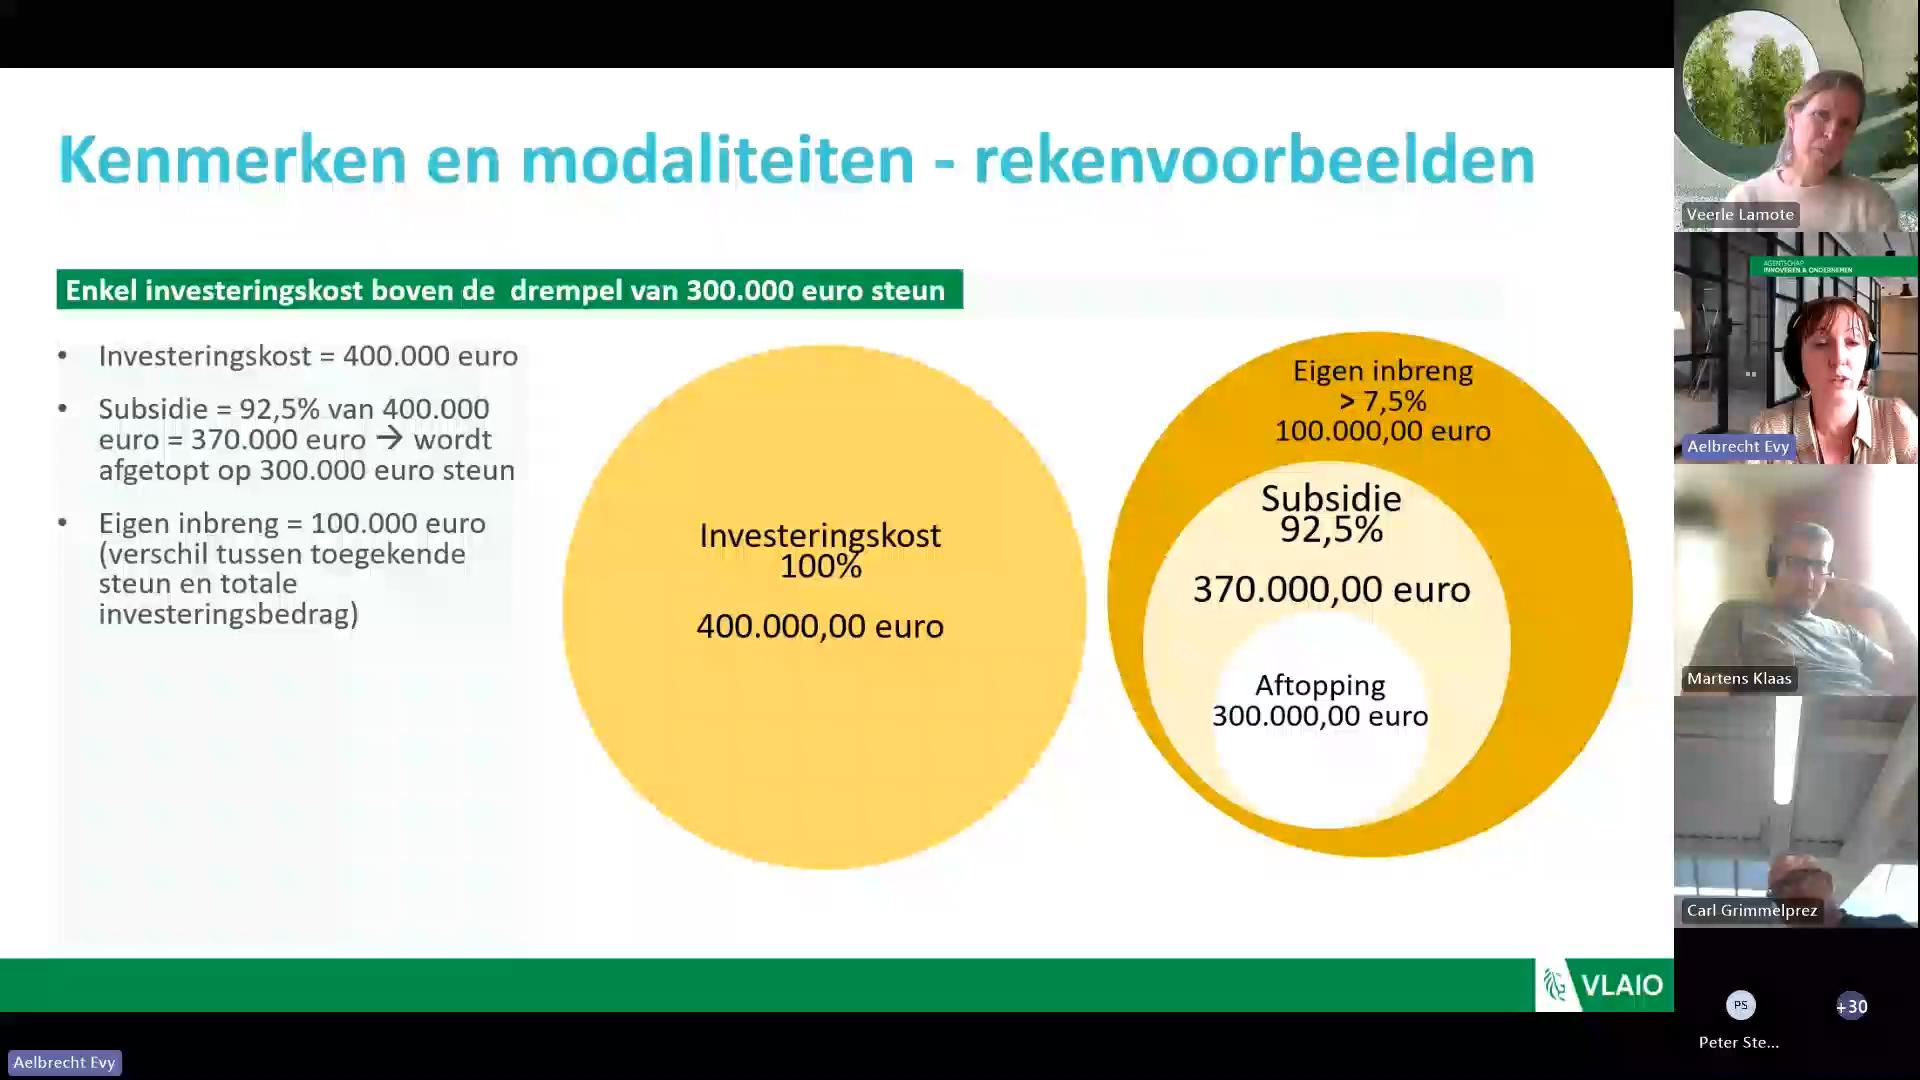 Kenmerken en modaliteiten - rekenvoorbeelden
Enkel investeringskost boven de drempel van 300.000 euro steun
• Investeringskost = 400.000 euro
• Subsidie = 92,5% van 400.000
euro = 370.000 euro → wordt
afgetopt op 300.000 euro steun
• Eigen inbreng = 100.000 euro
(verschil tussen toegekende
steun en totale
investeringsbedrag)
Investeringskost
100%
400.000,00 euro
Eigen inbreng
> 7,5%
100.000,00 euro
Subsidie
92,5%
370.000,00 euro
Aftopping
300.000,00 euro
VLAIO
Veerle Lamote
AGENTSCHAP
INNOVEREN & ONDERNEMEN
Aelbrecht Evy
Martens Klaas
Carl Grimmelprez
PS
+30
Peter Ste...
Aelbrecht Evy